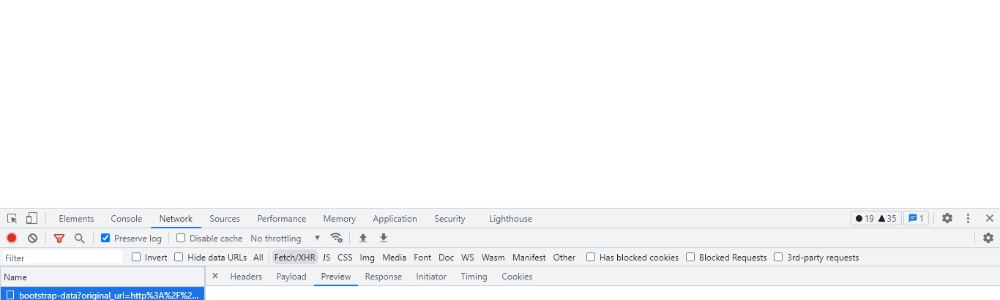 Elements Console Network Sources Performance Memory Application Security Lighthouse 19 35 1
Preserve log Disable cache No throttling
Filter Invert Hide data URLs All Fetch/XHR JS CSS Img Media Font Doc WS Wasm Manifest Other Has blocked cookies Blocked Requests 3rd-party requests
Name × Headers Payload Preview Response Initiator Timing Cookies
bootstrap-data?original_url=http%3A%2F%2...